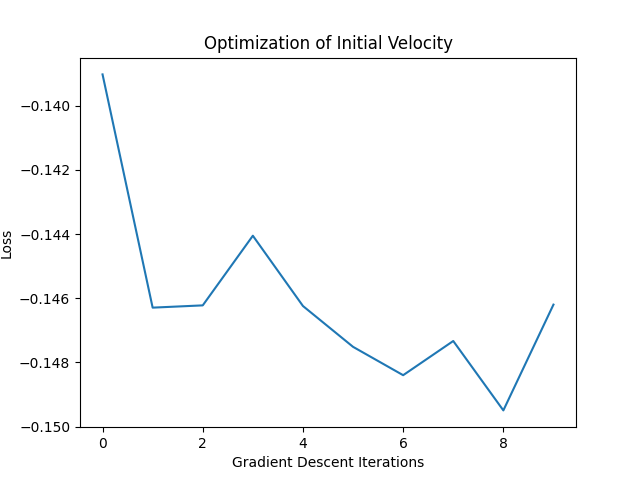 Optimization of Initial Velocity
−0.140
−0.142
−0.144
−0.146
−0.148
−0.150
Loss
0 2 4 6 8
Gradient Descent Iterations